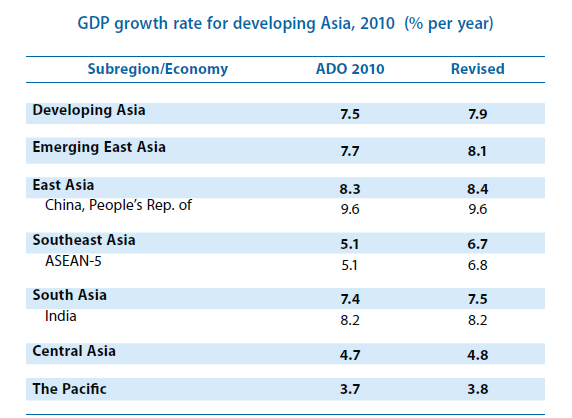 GDP growth rate for developing Asia, 2010 (% per year)
Subregion/Economy ADO 2010 Revised
Developing Asia 7.5 7.9
Emerging East Asia 7.7 8.1
East Asia 8.3 8.4
China, People's Rep. of 9.6 9.6
Southeast Asia 5.1 6.7
ASEAN-5 5.1 6.8
South Asia 7.4 7.5
India 8.2 8.2
Central Asia 4.7 4.8
The Pacific 3.7 3.8